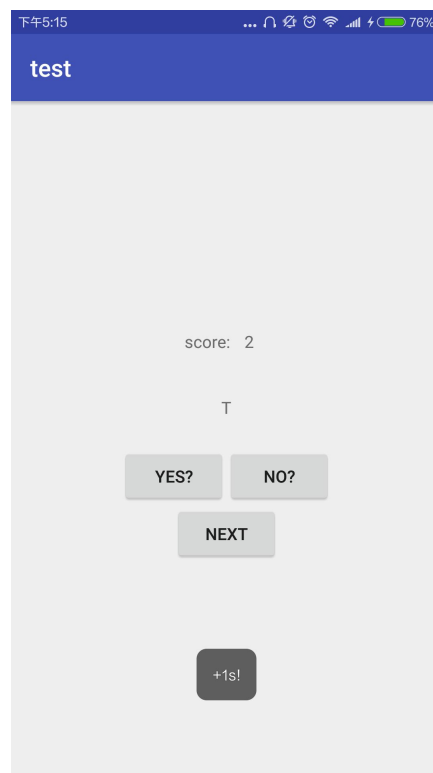 下午5:15 ... 76%
test
score: 2
T
YES? NO?
NEXT
+1s!